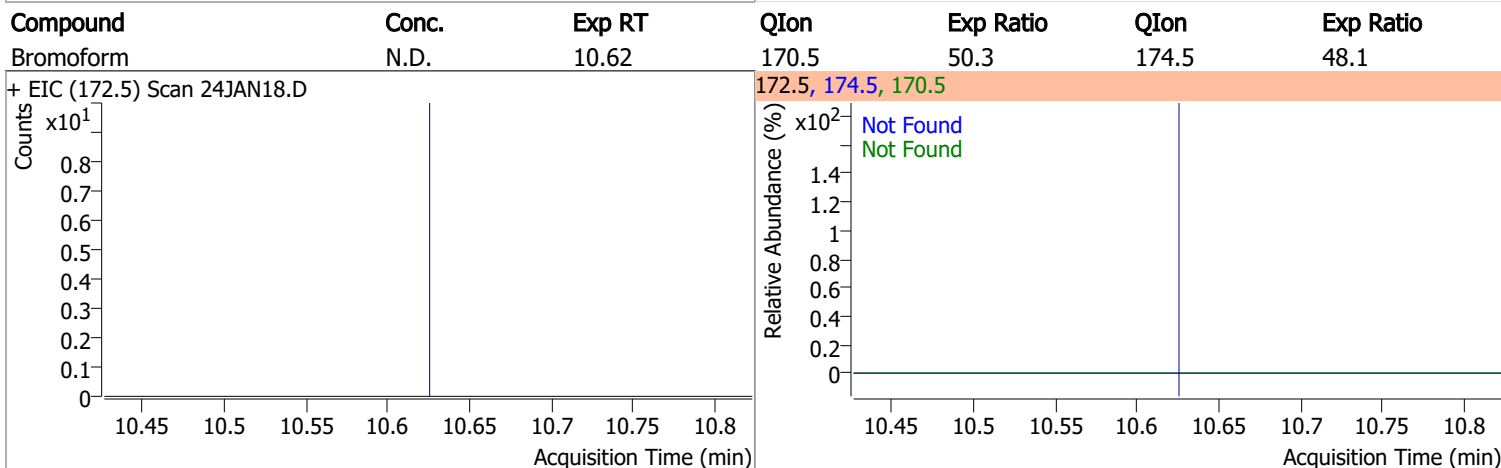 Compound Conc. Exp RT QIon Exp Ratio QIon Exp Ratio
Bromoform N.D. 10.62 170.5 50.3 174.5 48.1
+ EIC (172.5) Scan 24JAN18.D
Counts
x10¹
0.8
0.7
0.6
0.5
0.4
0.3
0.2
0.1
0
10.45 10.5 10.55 10.6 10.65 10.7 10.75 10.8
Acquisition Time (min)
172.5, 174.5, 170.5
Relative Abundance (%)
x10²
Not Found
Not Found
1.4
1.2
1
0.8
0.6
0.4
0.2
0
10.45 10.5 10.55 10.6 10.65 10.7 10.75 10.8
Acquisition Time (min)